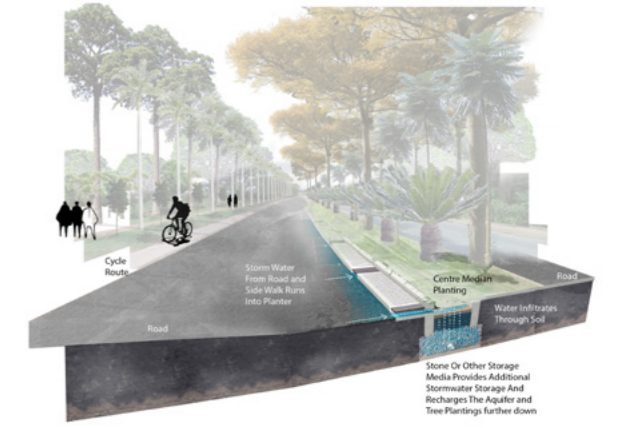 Cycle
Route
Storm Water
From Road and
Side Walk Runs
Into Planter
Centre Median
Planting
Road
Water Infiltrates
Through Soil
Road
Stone Or Other Storage
Media Provides Additional
Stormwater Storage And
Recharges The Aquifer and
Tree Plantings further down